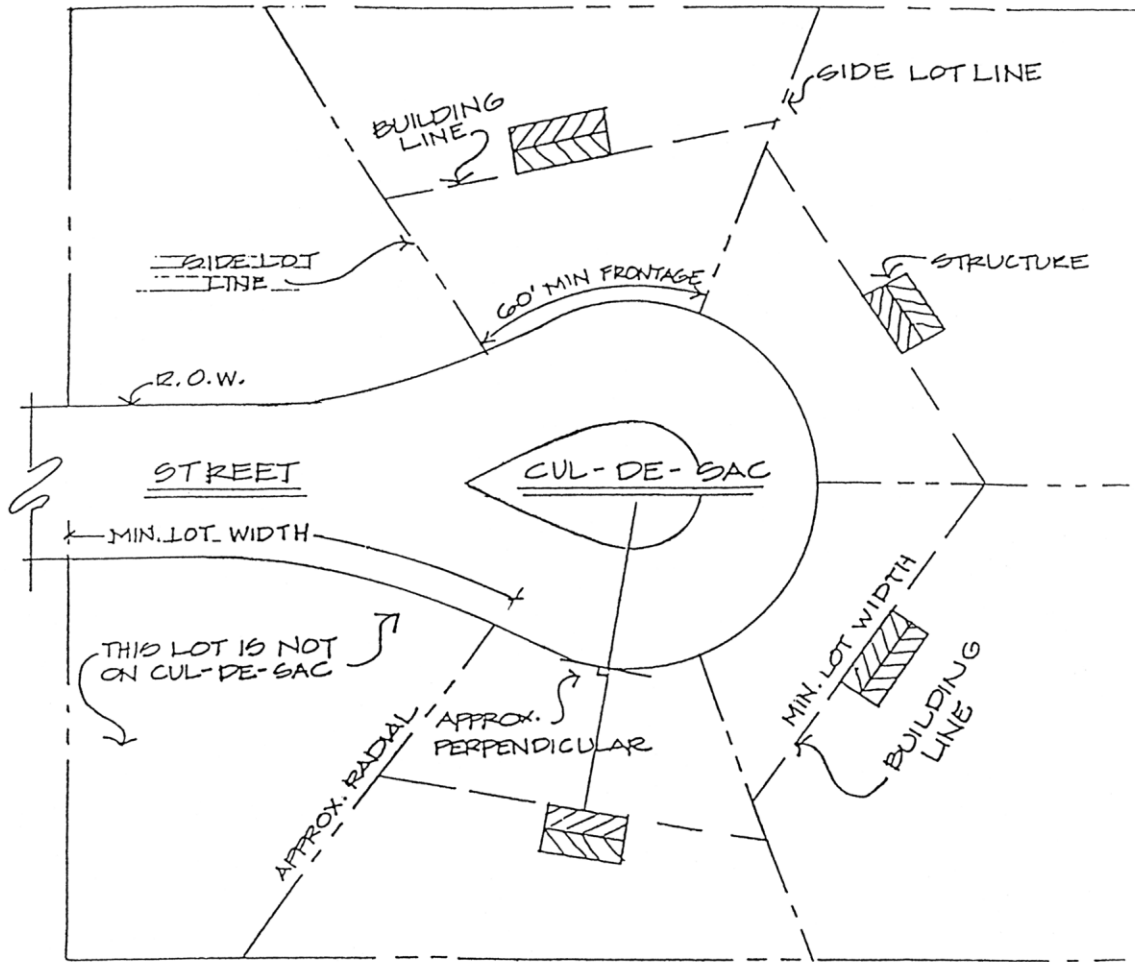 SIDE LOT LINE
BUILDING
LINE
SIDE LOT
LINE
STRUCTURE
60' MIN FRONTAGE
R.O.W.
STREET
CUL-DE-SAC
MIN. LOT WIDTH
THIS LOT IS NOT
ON CUL-DE-SAC
APPROX.
PERPENDICULAR
APPROX. RADIAL
MIN. LOT WIDTH
BUILDING
LINE